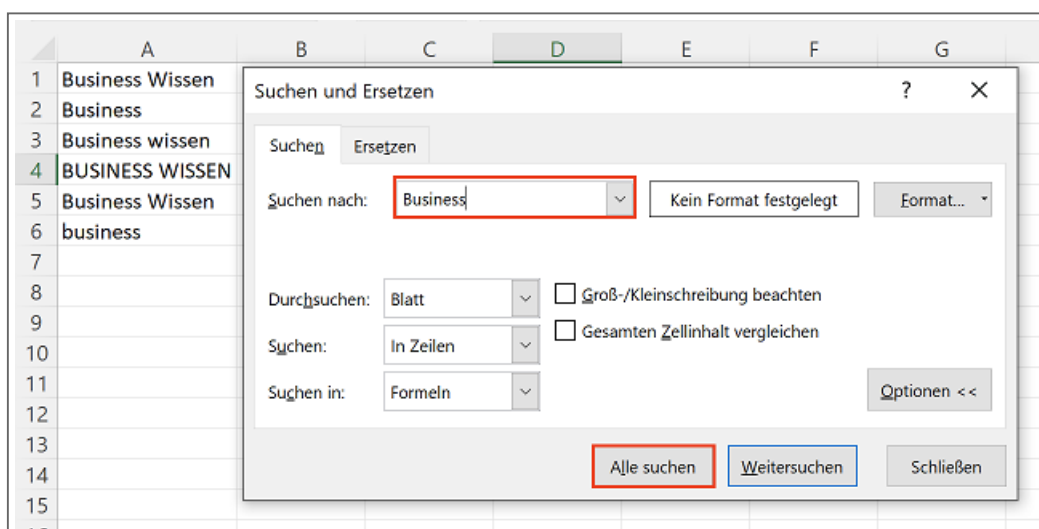 A B C D E F G
1 Business Wissen
2 Business
3 Business wissen
4 BUSINESS WISSEN
5 Business Wissen
6 business
7
8
9
10
11
12
13
14
15
Suchen und Ersetzen ?
Suchen Ersetzen
Suchen nach: Business Kein Format festgelegt Format...
Durchsuchen: Blatt Groß-/Kleinschreibung beachten
Gesamten Zellinhalt vergleichen
Suchen: In Zeilen
Suchen in: Formeln Optionen <<
Alle suchen Weitersuchen Schließen